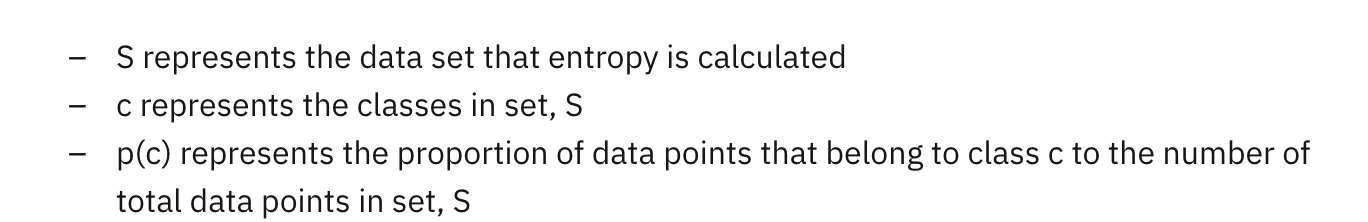 – S represents the data set that entropy is calculated
– c represents the classes in set, S
– p(c) represents the proportion of data points that belong to class c to the number of
total data points in set, S